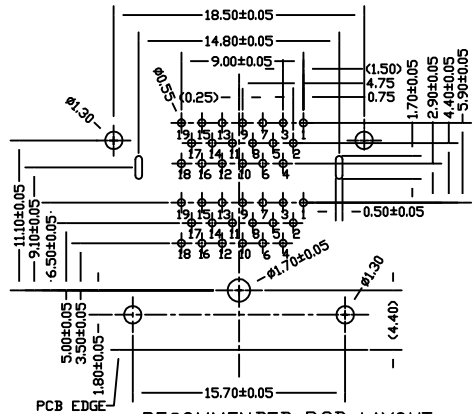 18.50±0.05
14.80±0.05
9.00±0.05
(1.50)
4.75
(0.25)
0.75
ø0.55
ø1.30
1.70±0.05
2.90±0.05
4.40±0.05
5.90±0.05
19 15 13 9 7 3 1
17 14 11 8 5 2
18 16 12 10 6 4
19 15 13 9 7 3 1
17 14 11 8 5 2
18 16 12 10 6 4
0.50±0.05
11.10±0.05
9.10±0.05
6.50±0.05
5.00±0.05
3.50±0.05
1.80±0.05
ø1.70±0.05
ø1.30
(4.40)
PCB EDGE
15.70±0.05
RECOMMENDED PCB LAYOUT